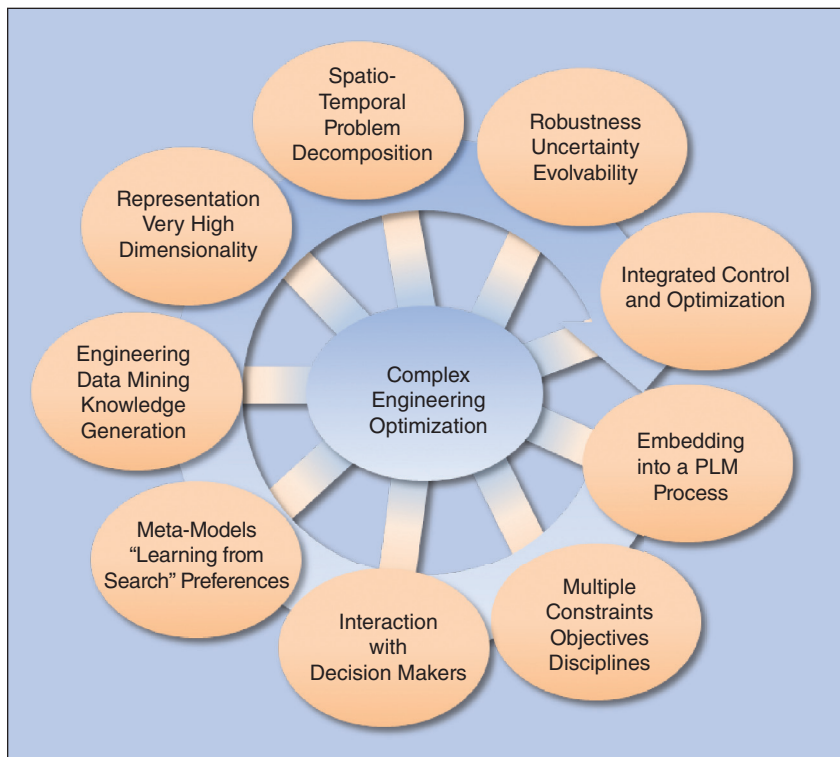 Spatio-
Temporal
Problem
Decomposition
Robustness
Uncertainty
Evolvability
Integrated Control
and Optimization
Embedding
into a PLM
Process
Multiple
Constraints
Objectives
Disciplines
Interaction
with
Decision Makers
Meta-Models
“Learning from
Search” Preferences
Engineering
Data Mining
Knowledge
Generation
Representation
Very High
Dimensionality
Complex
Engineering
Optimization